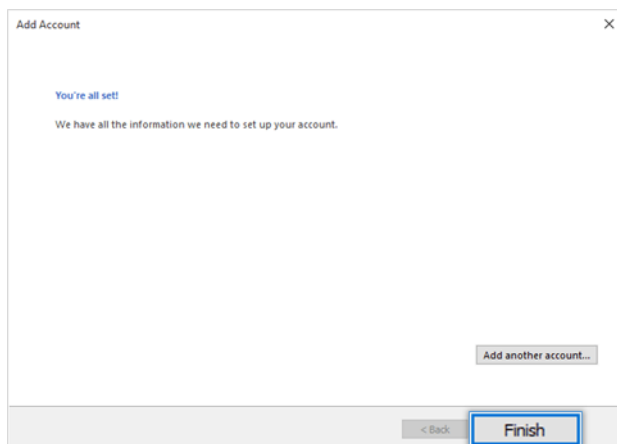 Add Account
You're all set!
We have all the information we need to set up your account.
Add another account...
< Back
Finish